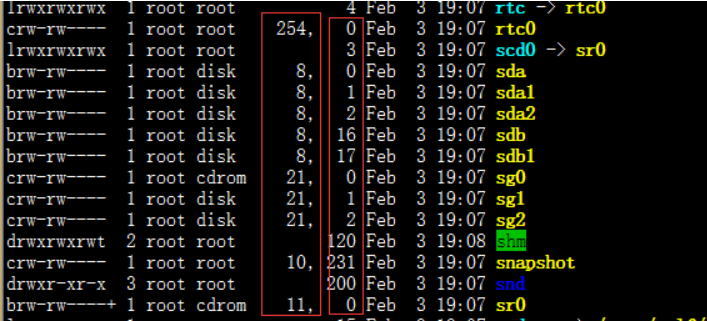 lrwxrwxrwx 1 root root 4 Feb 3 19:07 rtc -> rtc0
crw-rw---- 1 root root 254, 0 Feb 3 19:07 rtc0
lrwxrwxrwx 1 root root 3 Feb 3 19:07 scd0 -> sr0
brw-rw---- 1 root disk 8, 0 Feb 3 19:07 sda
brw-rw---- 1 root disk 8, 1 Feb 3 19:07 sda1
brw-rw---- 1 root disk 8, 2 Feb 3 19:07 sda2
brw-rw---- 1 root disk 8, 16 Feb 3 19:07 sdb
brw-rw---- 1 root disk 8, 17 Feb 3 19:07 sdb1
crw-rw---- 1 root cdrom 21, 0 Feb 3 19:07 sg0
crw-rw---- 1 root disk 21, 1 Feb 3 19:07 sg1
crw-rw---- 1 root disk 21, 2 Feb 3 19:07 sg2
drwxrwxrwt 2 root root 120 Feb 3 19:08 shm
crw-rw---- 1 root root 10, 231 Feb 3 19:07 snapshot
drwxr-xr-x 3 root root 200 Feb 3 19:07 snd
brw-rw----+ 1 root cdrom 11, 0 Feb 3 19:07 sr0